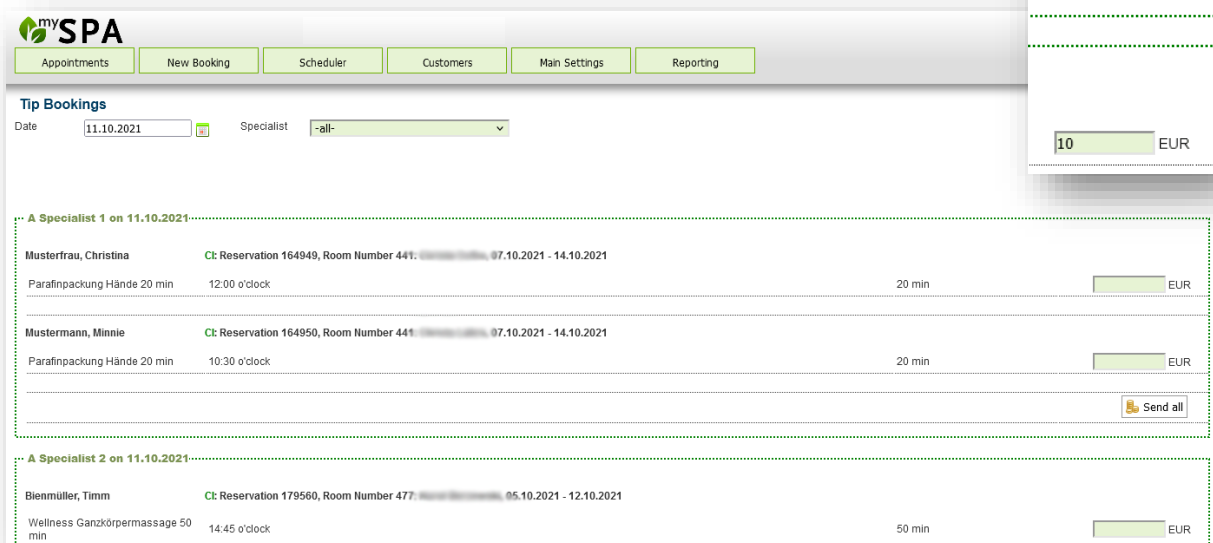 mySPA
Appointments New Booking Scheduler Customers Main Settings Reporting
Tip Bookings
Date 11.10.2021 Specialist -all-
10 EUR
A Specialist 1 on 11.10.2021
Musterfrau, Christina CI: Reservation 164949, Room Number 441: 07.10.2021 - 14.10.2021
Parafinpackung Hände 20 min 12:00 o'clock 20 min EUR
Mustermann, Minnie CI: Reservation 164950, Room Number 441: 07.10.2021 - 14.10.2021
Parafinpackung Hände 20 min 10:30 o'clock 20 min EUR
Send all
A Specialist 2 on 11.10.2021
Bienmüller, Timm CI: Reservation 179560, Room Number 477: 05.10.2021 - 12.10.2021
Wellness Ganzkörpermassage 50
min 14:45 o'clock 50 min EUR